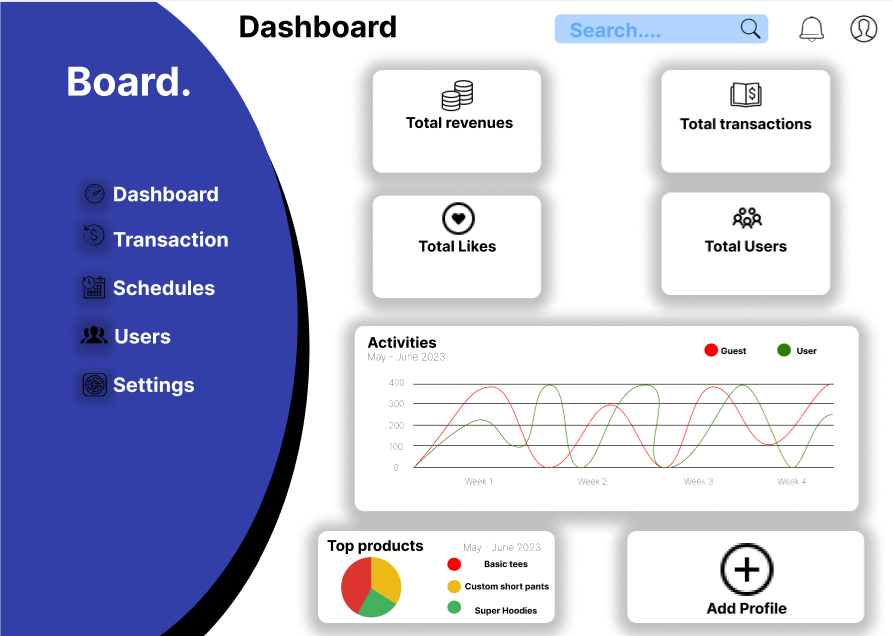 Dashboard
Search....
Board.
Dashboard
Transaction
Schedules
Users
Settings
Total revenues
Total transactions
Total Likes
Total Users
Activities
May - June 2023
Guest
User
400
300
200
100
0
Week 1
Week 2
Week 3
Week 4
Top products
May - June 2023
Basic tees
Custom short pants
Super Hoodies
Add Profile